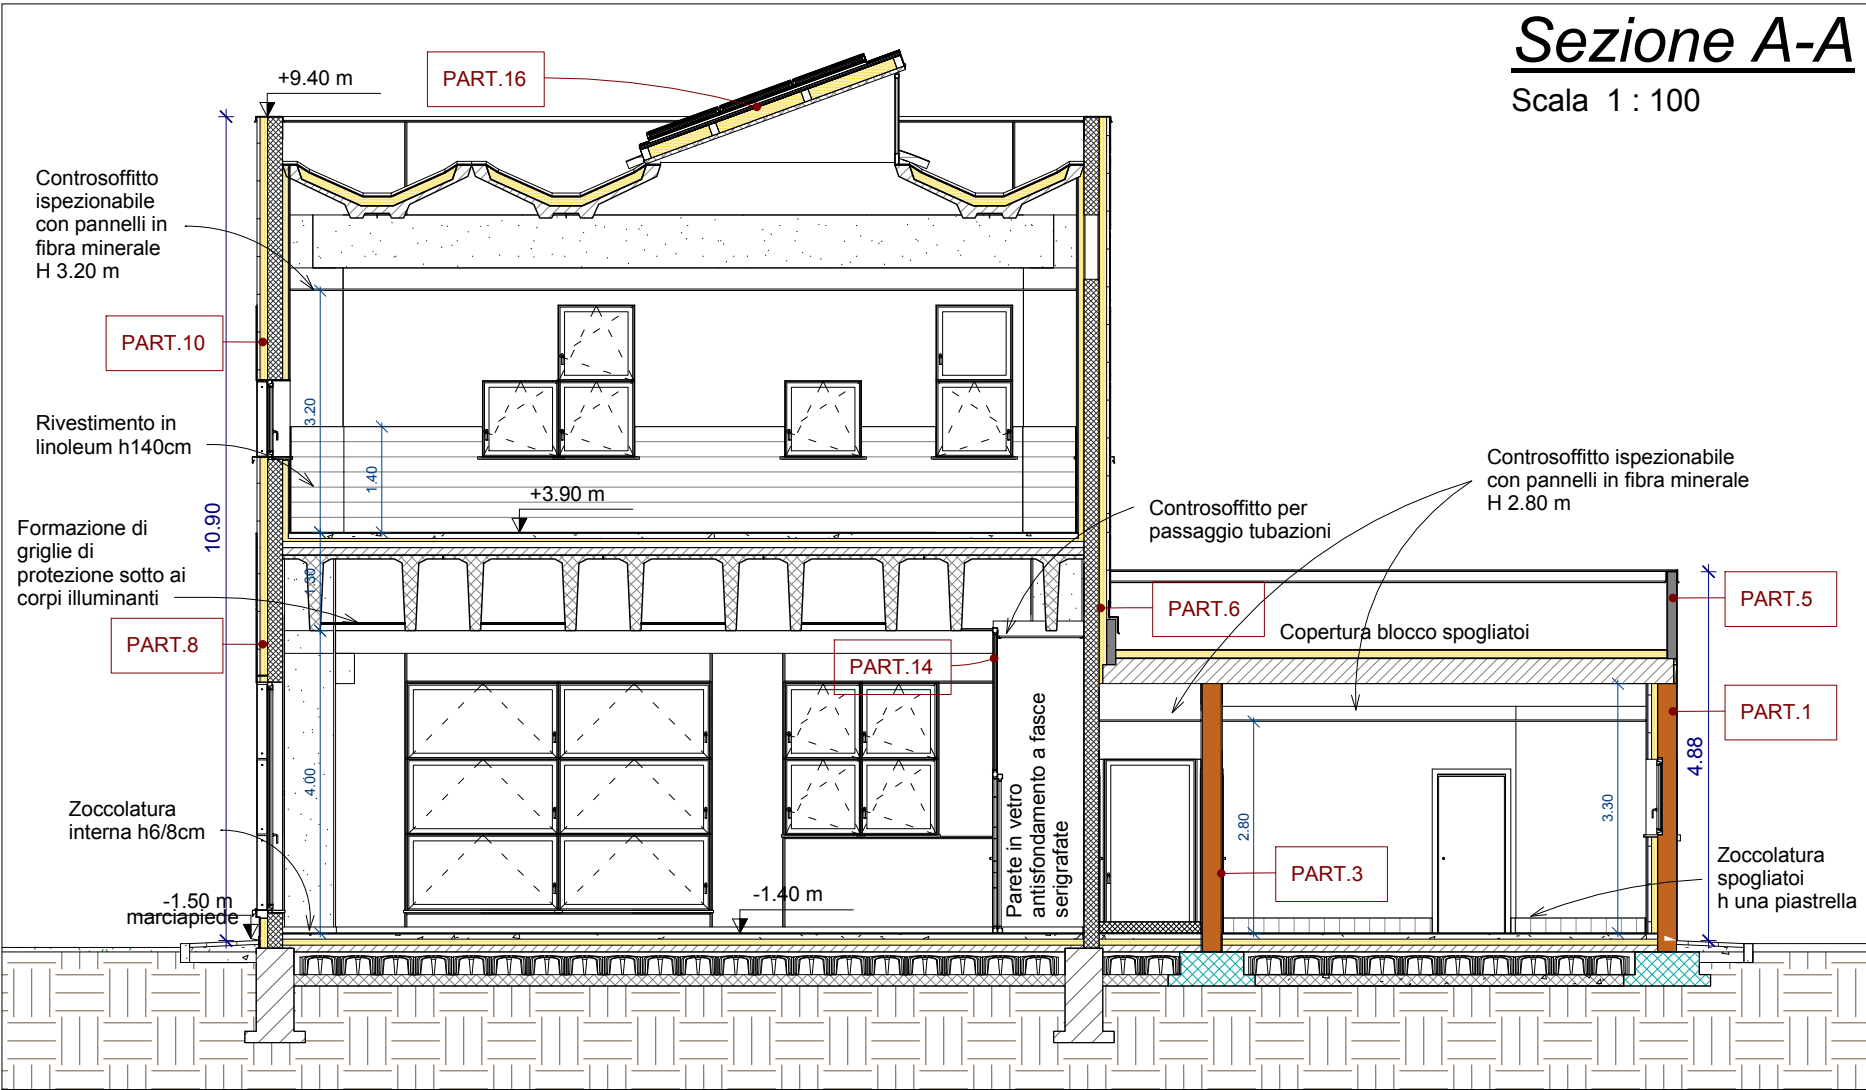 Sezione A-A
Scala 1 : 100
+9.40 m
PART.16
Controsoffitto
ispezionabile
con pannelli in
fibra minerale
H 3.20 m
PART.10
3.20
Rivestimento in
linoleum h140cm
1.40
+3.90 m
10.90
Formazione di
griglie di
protezione sotto ai
corpi illuminanti
1.30
PART.8
Controsoffitto per
passaggio tubazioni
Controsoffitto ispezionabile
con pannelli in fibra minerale
H 2.80 m
PART.6
PART.5
Copertura blocco spogliatoi
PART.14
PART.1
4.88
4.00
Parete in vetro
antisfondamento a fasce
serigrafate
2.80
3.30
Zoccolatura
interna h6/8cm
PART.3
Zoccolatura
spogliatoi
h una piastrella
-1.50 m
marciapiede
-1.40 m